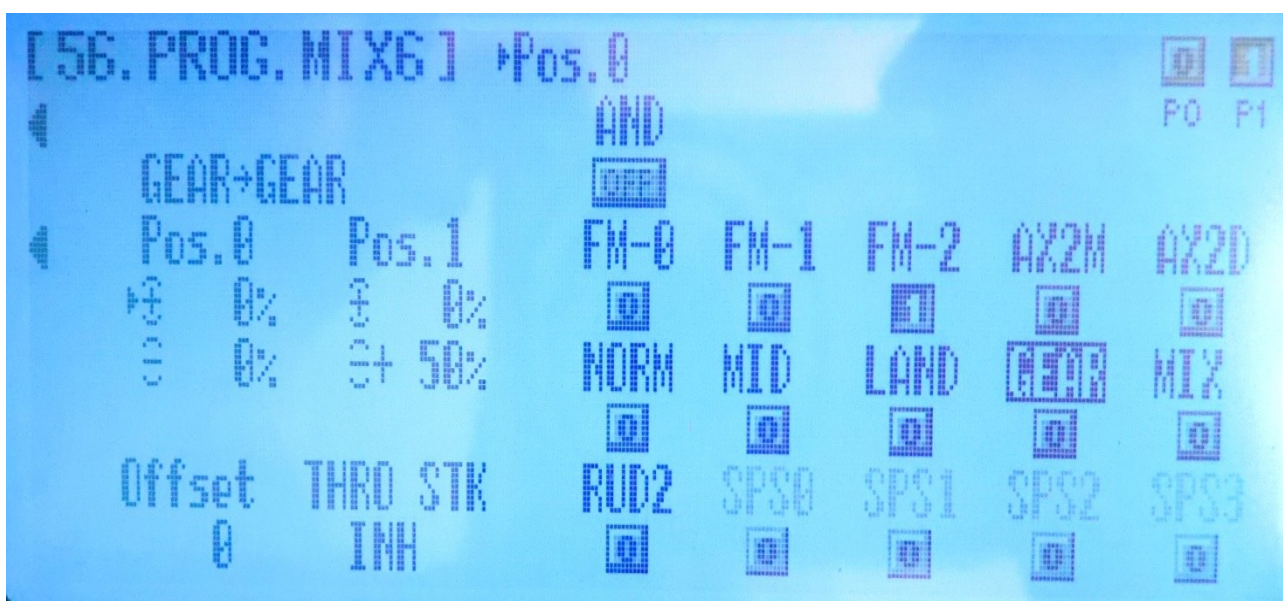 [56.PROG.MIX6] ▸Pos.0
0 1
P0 P1
AND
OFF
GEAR→GEAR
Pos.0 Pos.1 FM-0 FM-1 FM-2 AX2M AX2D
0% 0% 0 0 1 0 0
0% + 50% NORM MID LAND GEAR MIX
0 0 0 0 0
Offset THRO STK RUD2 SPS0 SPS1 SPS2 SPS3
0 INH 0 0 0 0 0